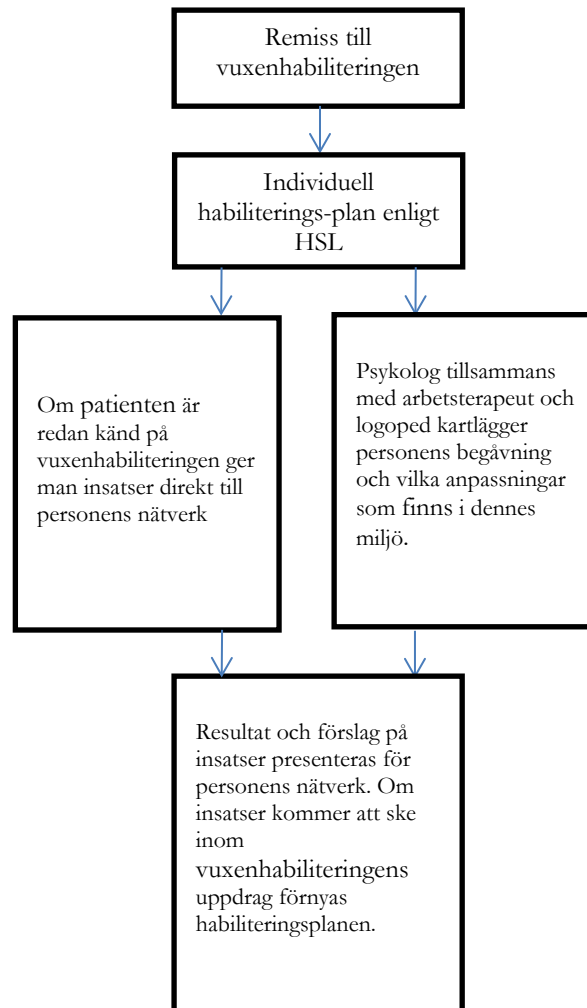 Remiss till
vuxenhabiliteringen
Individuell
habiliterings-plan enligt
HSL
Om patienten är
redan känd på
vuxenhabiliteringen ger
man insatser direkt till
personens nätverk
Psykolog tillsammans
med arbetsterapeut och
logoped kartlägger
personens begåvning
och vilka anpassningar
som finns i dennes
miljö.
Resultat och förslag på
insatser presenteras för
personens nätverk. Om
insatser kommer att ske
inom
vuxenhabiliteringens
uppdrag förnyas
habiliteringsplanen.